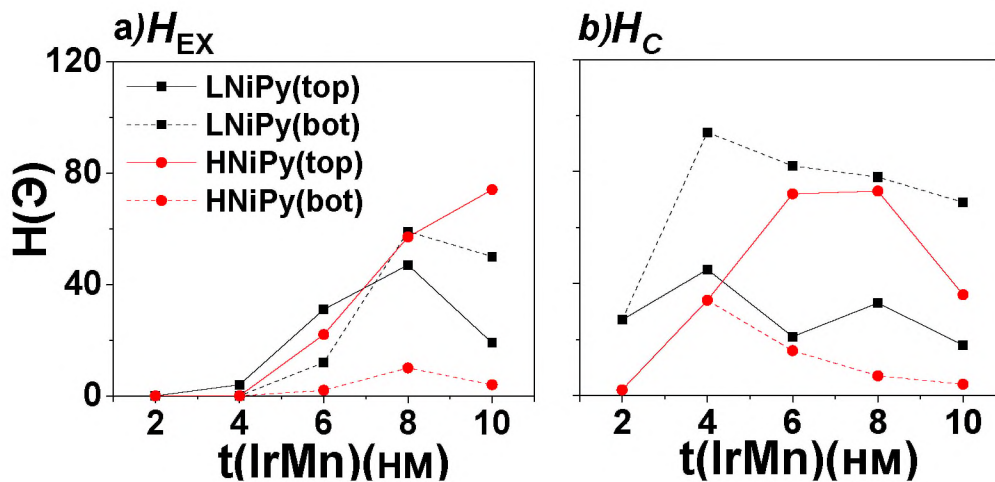 a)H_EX
b)H_C
120
80
40
0
H(Э)
LNiPy(top)
LNiPy(bot)
HNiPy(top)
HNiPy(bot)
2 4 6 8 10
2 4 6 8 10
t(IrMn)(нм)
t(IrMn)(нм)